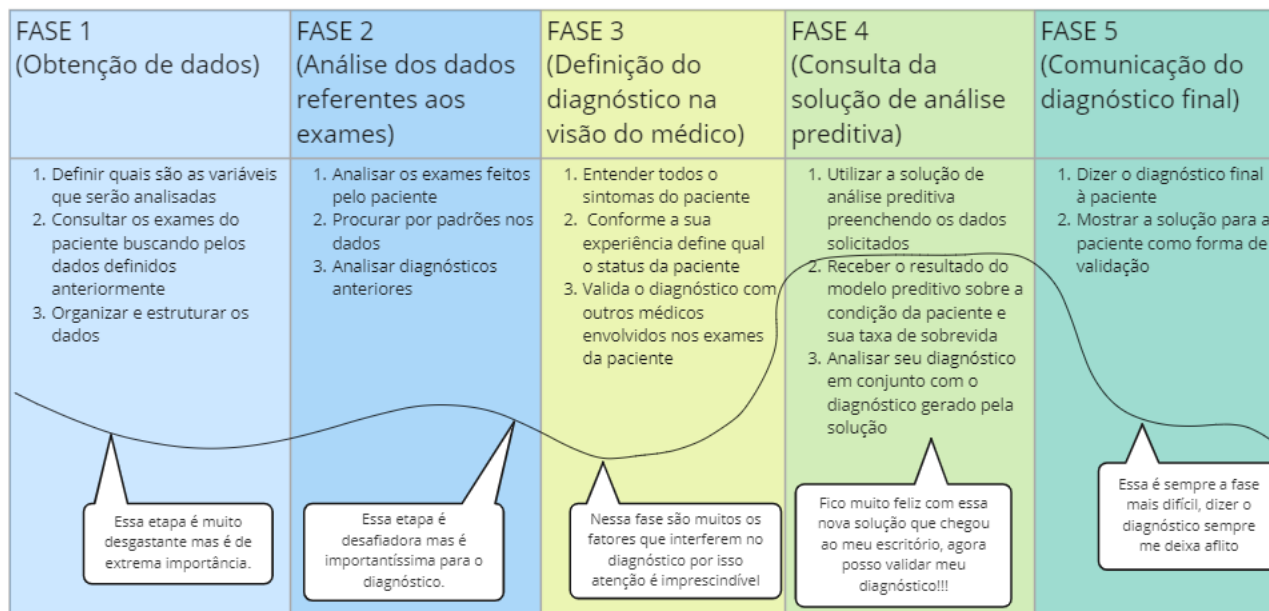 FASE 1
(Obtenção de dados)
FASE 2
(Análise dos dados
referentes aos
exames)
FASE 3
(Definição do
diagnóstico na
visão do médico)
FASE 4
(Consulta da
solução de análise
preditiva)
FASE 5
(Comunicação do
diagnóstico final)
1. Definir quais são as variáveis
que serão analisadas
2. Consultar os exames do
paciente buscando pelos
dados definidos
anteriormente
3. Organizar e estruturar os
dados
1. Analisar os exames feitos
pelo paciente
2. Procurar por padrões nos
dados
3. Analisar diagnósticos
anteriores
1. Entender todos o
sintomas do paciente
2. Conforme a sua
experiência define qual
o status da paciente
3. Valida o diagnóstico com
outros médicos
envolvidos nos exames
da paciente
1. Utilizar a solução de
análise preditiva
preenchendo os dados
solicitados
2. Receber o resultado do
modelo preditivo sobre a
condição da paciente e
sua taxa de sobrevida
3. Analisar seu diagnóstico
em conjunto com o
diagnóstico gerado pela
solução
1. Dizer o diagnóstico final
à paciente
2. Mostrar a solução para a
paciente como forma de
validação
Essa etapa é muito
desgastante mas é de
extrema importância.
Essa etapa é
desafiadora mas é
importantíssima para o
diagnóstico.
Nessa fase são muitos os
fatores que interferem no
diagnóstico por isso
atenção é imprescindível
Fico muito feliz com essa
nova solução que chegou
ao meu escritório, agora
posso validar meu
diagnóstico!!!
Essa é sempre a fase
mais difícil, dizer o
diagnóstico sempre
me deixa aflito